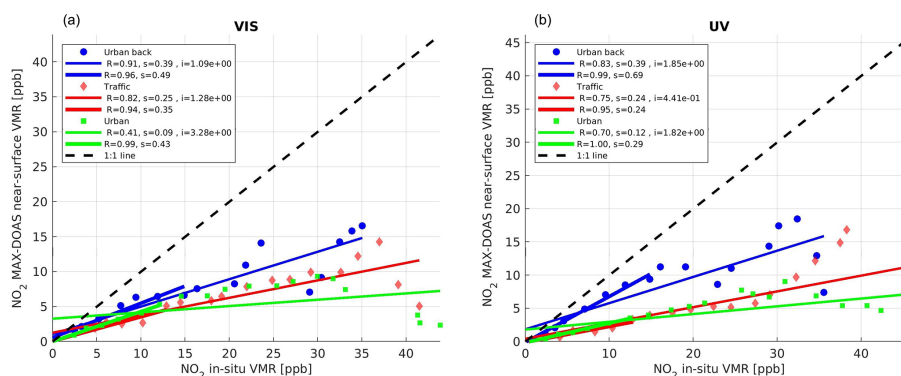 (a)
VIS
NO2 MAX-DOAS near-surface VMR [ppb]
40
35
30
25
20
15
10
5
0
Urban back
R=0.91, s=0.39 , i=1.09e+00
R=0.96, s=0.49
Traffic
R=0.82, s=0.25 , i=1.28e+00
R=0.94, s=0.35
Urban
R=0.41, s=0.09 , i=3.28e+00
R=0.99, s=0.43
1:1 line
0 5 10 15 20 25 30 35 40
NO2 in-situ VMR [ppb]
(b)
UV
NO2 MAX-DOAS near-surface VMR [ppb]
45
40
35
30
25
20
15
10
5
0
Urban back
R=0.83, s=0.39 , i=1.85e+00
R=0.99, s=0.69
Traffic
R=0.75, s=0.24 , i=4.41e-01
R=0.95, s=0.24
Urban
R=0.70, s=0.12 , i=1.82e+00
R=1.00, s=0.29
1:1 line
0 5 10 15 20 25 30 35 40 45
NO2 in-situ VMR [ppb]